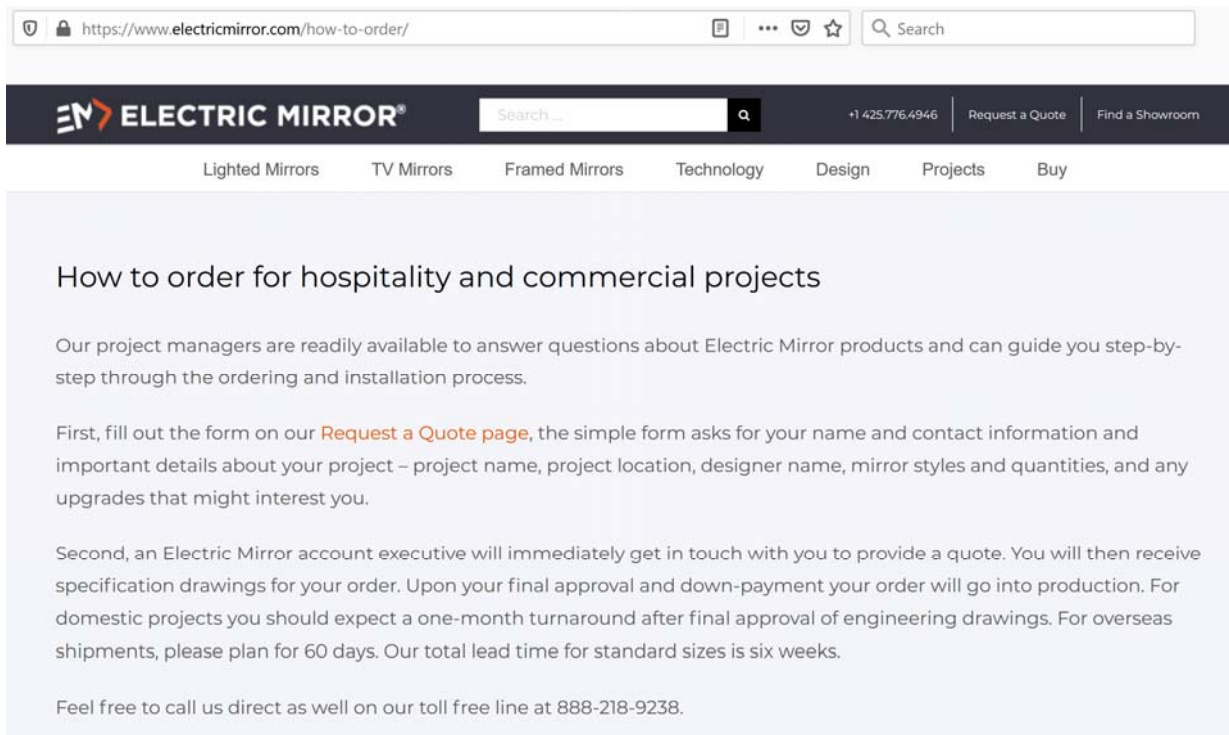 https://www.electricmirror.com/how-to-order/
Search
ELECTRIC MIRROR®
Search ...
+1 425.776.4946
Request a Quote
Find a Showroom
Lighted Mirrors
TV Mirrors
Framed Mirrors
Technology
Design
Projects
Buy
How to order for hospitality and commercial projects
Our project managers are readily available to answer questions about Electric Mirror products and can guide you step-by-
step through the ordering and installation process.
First, fill out the form on our Request a Quote page, the simple form asks for your name and contact information and
important details about your project – project name, project location, designer name, mirror styles and quantities, and any
upgrades that might interest you.
Second, an Electric Mirror account executive will immediately get in touch with you to provide a quote. You will then receive
specification drawings for your order. Upon your final approval and down-payment your order will go into production. For
domestic projects you should expect a one-month turnaround after final approval of engineering drawings. For overseas
shipments, please plan for 60 days. Our total lead time for standard sizes is six weeks.
Feel free to call us direct as well on our toll free line at 888-218-9238.